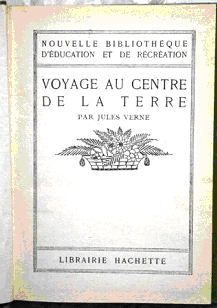 NOUVELLE BIBLIOTHÈQUE
D'ÉDUCATION ET DE RÉCRÉATION
VOYAGE AU CENTRE
DE LA TERRE
PAR JULES VERNE
LIBRAIRIE HACHETTE